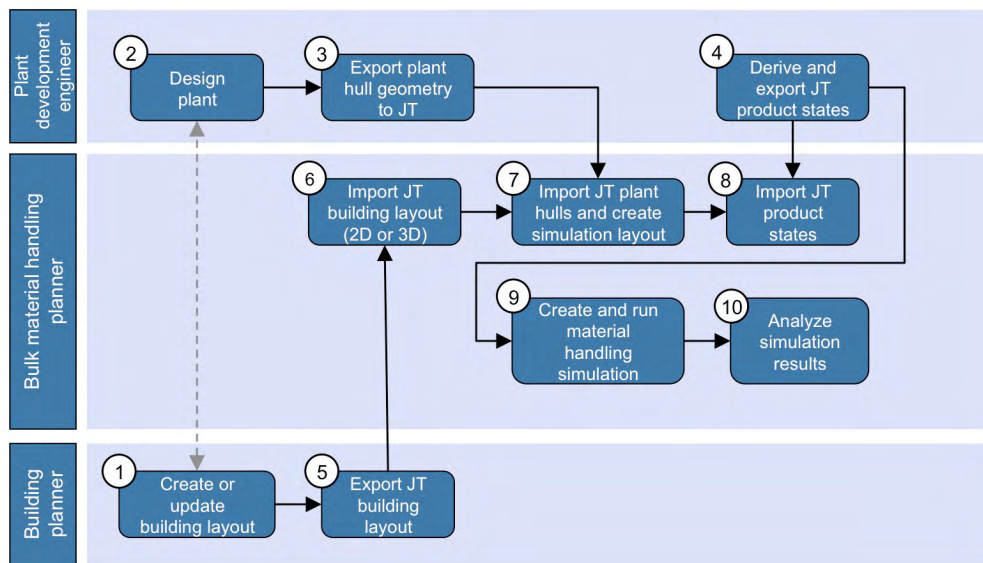 Plant
development
engineer
2
Design
plant
3
Export plant
hull geometry
to JT
4
Derive and
export JT
product states
Bulk material handling
planner
6
Import JT
building layout
(2D or 3D)
7
Import JT plant
hulls and create
simulation layout
8
Import JT
product
states
9
Create and run
material
handling
simulation
10
Analyze
simulation
results
Building
planner
1
Create or
update
building layout
5
Export JT
building
layout